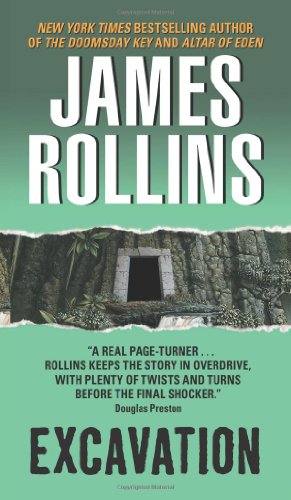 NEW YORK TIMES BESTSELLING AUTHOR
OF THE DOOMSDAY KEY AND ALTAR OF EDEN
JAMES
ROLLINS
"A REAL PAGE-TURNER . . .
ROLLINS KEEPS THE STORY IN OVERDRIVE,
WITH PLENTY OF TWISTS AND TURNS
BEFORE THE FINAL SHOCKER."
Douglas Preston
EXCAVATION